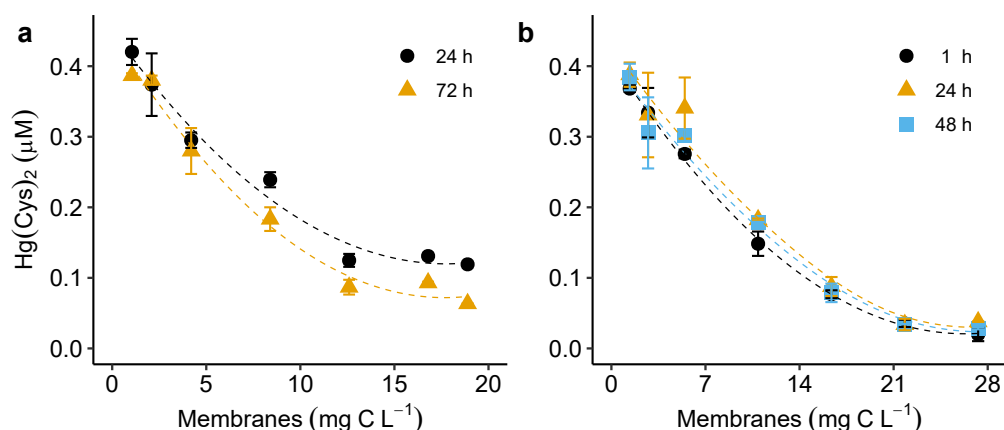 a
24 h
72 h
0.4
0.3
0.2
0.1
0.0
0 5 10 15 20
Hg(Cys)₂ (μM)
Membranes (mg C L⁻¹)
b
1 h
24 h
48 h
0.4
0.3
0.2
0.1
0.0
0 7 14 21 28
Membranes (mg C L⁻¹)